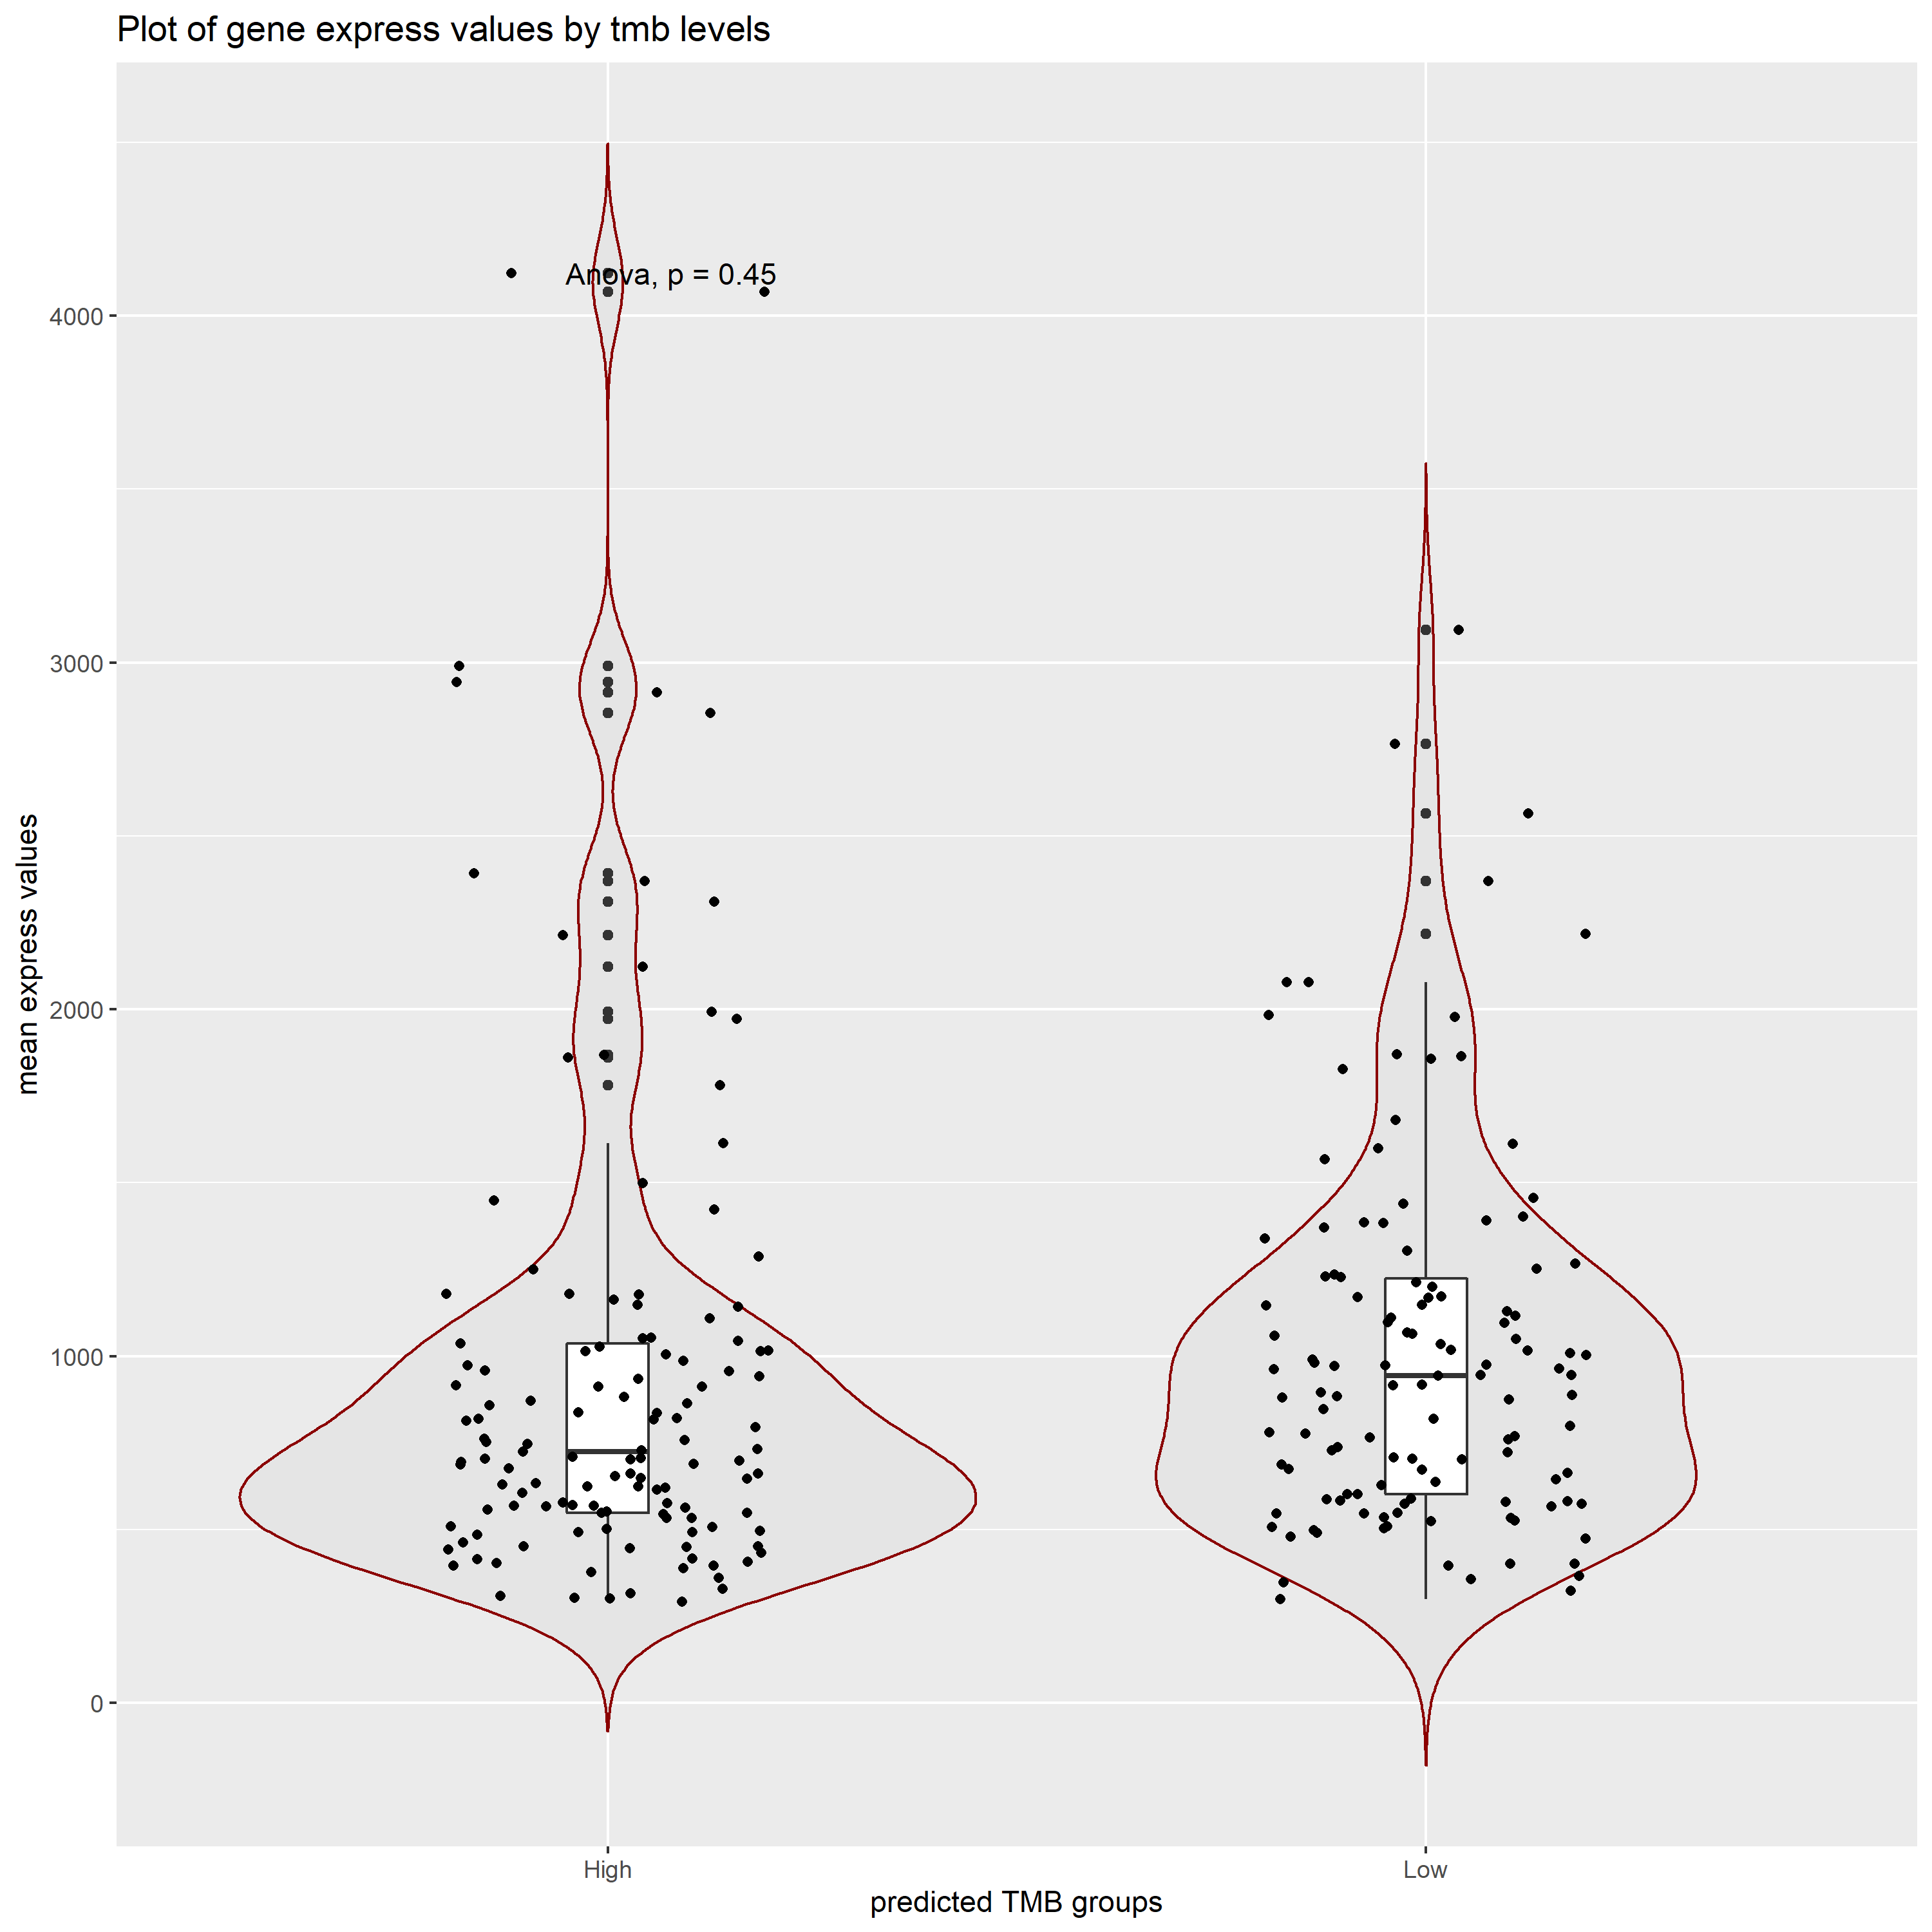 Plot of gene express values by tmb levels
Anova, p = 0.45
4000
3000
2000
1000
0
mean express values
High
Low
predicted TMB groups